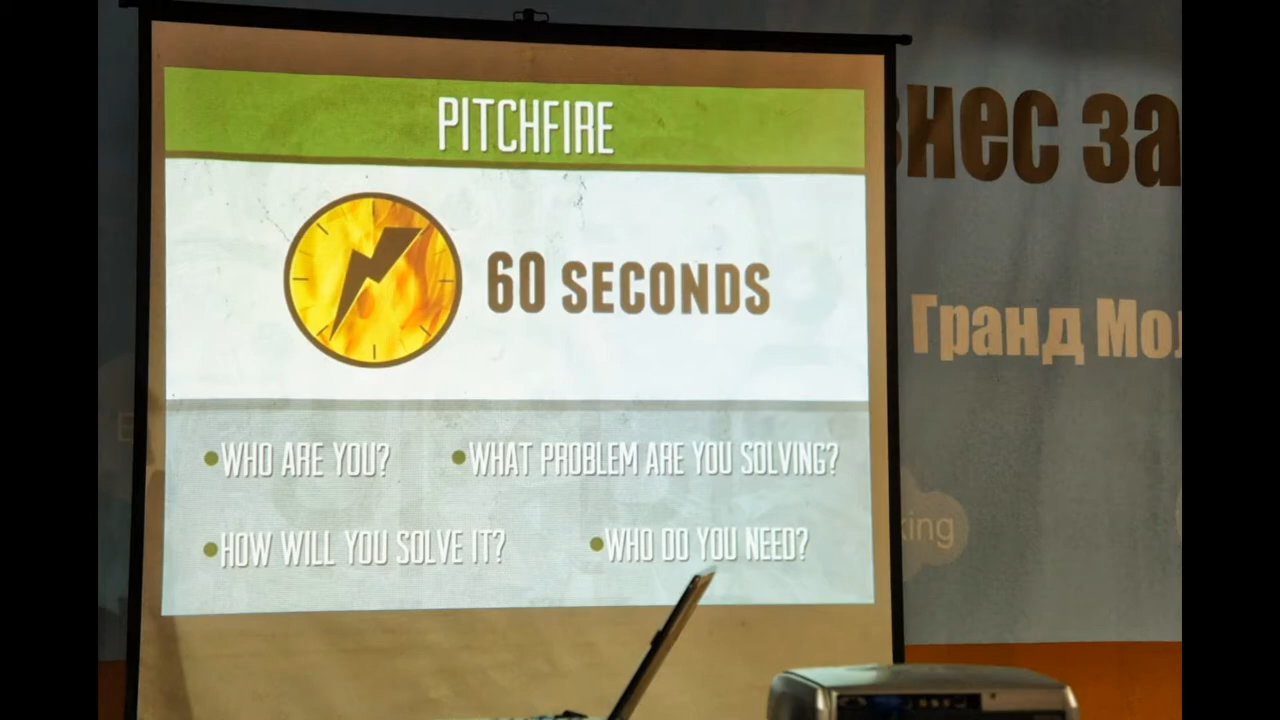 PITCHFIRE
60 SECONDS
WHO ARE YOU?
WHAT PROBLEM ARE YOU SOLVING?
HOW WILL YOU SOLVE IT?
WHO DO YOU NEED?
знес за
Гранд Мол
king